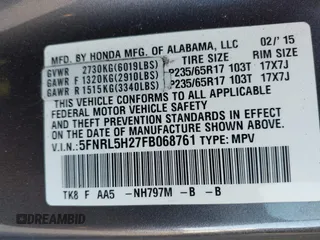 MFD. BY HONDA MFG. OF ALABAMA, LLC 02/'15
GVWR 2730KG(6019LBS) TIRE SIZE RIM SIZE
GAWR F 1320KG(2910LBS) P235/65R17 103T 17X7J
GAWR R 1515KG(3340LBS) P235/65R17 103T 17X7J
THIS VEHICLE CONFORMS TO ALL APPLICABLE
FEDERAL MOTOR VEHICLE SAFETY AND THEFT
PREVENTION STANDARDS IN EFFECT ON THE DATE
OF MANUFACTURE SHOWN ABOVE.
V.I.N.: 5FNRL5H27FB068761 TYPE: MPV
TK8 F AA5 -NH797M - B - B
© DREAMBID